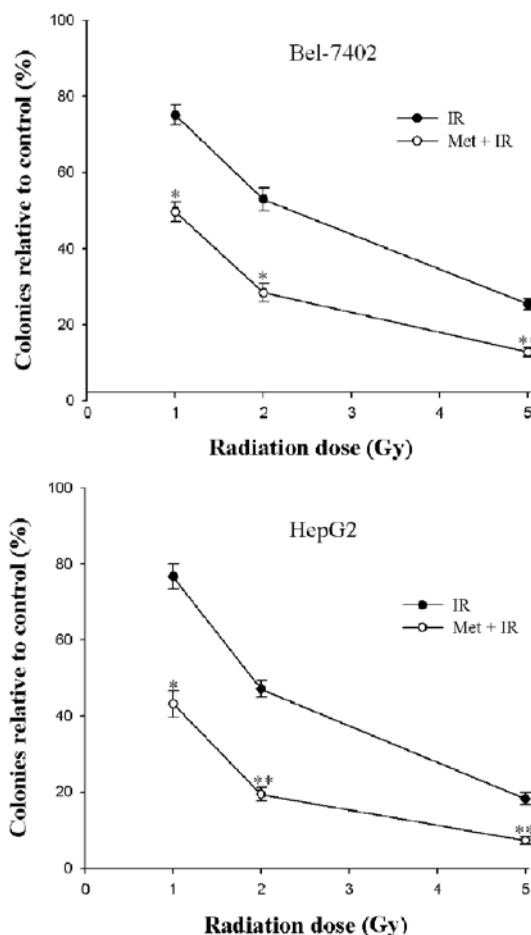 100
Bel-7402
80
IR
Met + IR
60
*
40
*
20
**
0
0 1 2 3 4 5
Colonies relative to control (%)
Radiation dose (Gy)
100
HepG2
80
IR
Met + IR
60
*
40
**
20
**
0
0 1 2 3 4 5
Colonies relative to control (%)
Radiation dose (Gy)